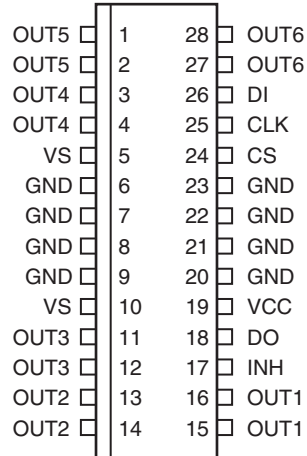 OUT5 1 28 OUT6
OUT5 2 27 OUT6
OUT4 3 26 DI
OUT4 4 25 CLK
VS 5 24 CS
GND 6 23 GND
GND 7 22 GND
GND 8 21 GND
GND 9 20 GND
VS 10 19 VCC
OUT3 11 18 DO
OUT3 12 17 INH
OUT2 13 16 OUT1
OUT2 14 15 OUT1